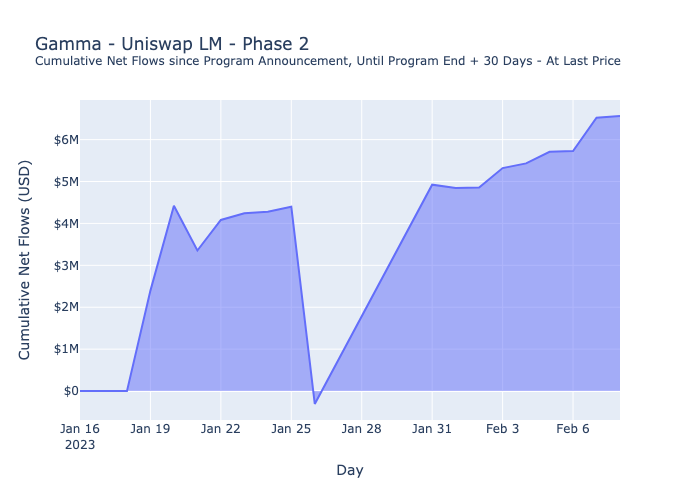 Gamma - Uniswap LM - Phase 2
Cumulative Net Flows since Program Announcement, Until Program End + 30 Days - At Last Price
Cumulative Net Flows (USD)
$6M
$5M
$4M
$3M
$2M
$1M
$0
Jan 16
2023
Jan 19
Jan 22
Jan 25
Jan 28
Jan 31
Feb 3
Feb 6
Day